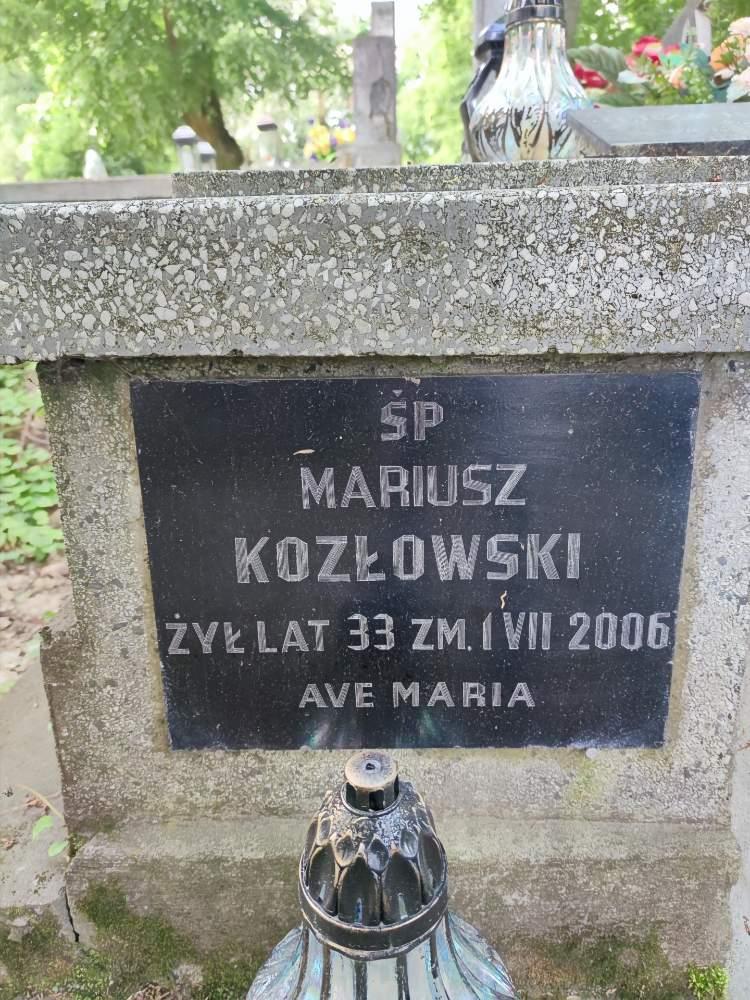 ŚP
MARIUSZ
KOZŁOWSKI
ŻYŁ LAT 33 ZM. 1 VII 2006
AVE MARIA